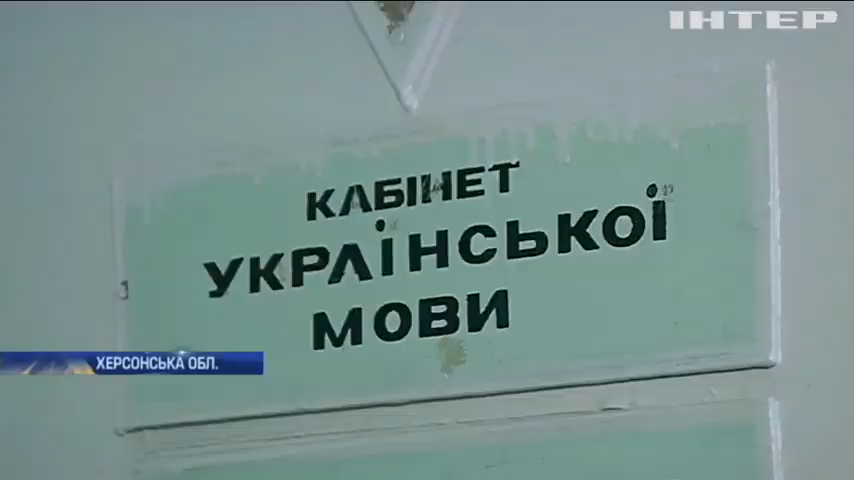 ІНТЕР
КАБІНЕТ
УКРАЇНСЬКОЇ
МОВИ
ХЕРСОНСЬКА ОБЛ.